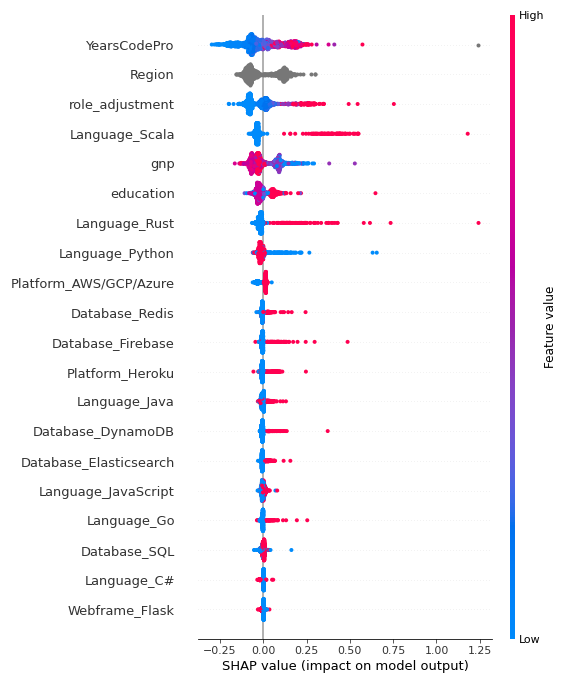 High
YearsCodePro
Region
role_adjustment
Language_Scala
gnp
education
Language_Rust
Language_Python
Platform_AWS/GCP/Azure
Database_Redis
Database_Firebase
Platform_Heroku
Language_Java
Database_DynamoDB
Database_Elasticsearch
Language_JavaScript
Language_Go
Database_SQL
Language_C#
Webframe_Flask
Feature value
Low
−0.25 0.00 0.25 0.50 0.75 1.00 1.25
SHAP value (impact on model output)